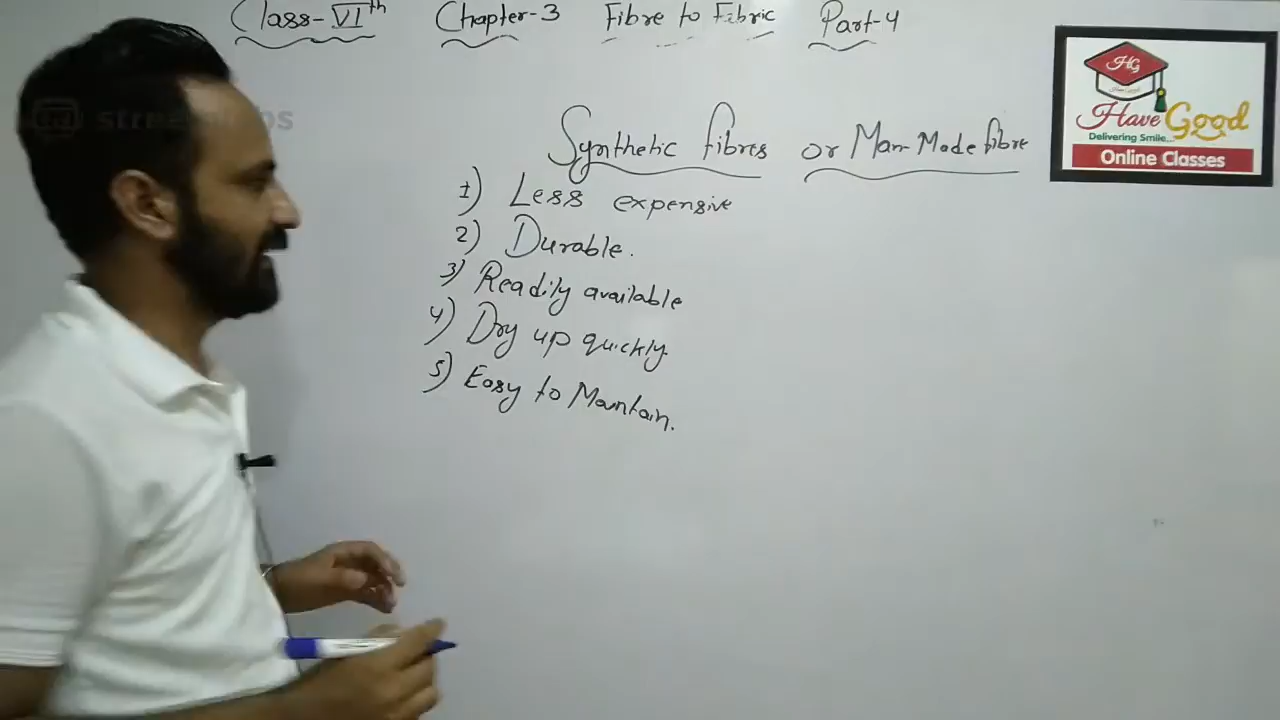 Class-VIth Chapter-3 Fibre to Fabric Part-4
Synthetic fibres or Man-Made fibre
1) Less expensive
2) Durable.
3) Readily available
4) Dry up quickly.
5) Easy to Maintain.
HG
Have Good
Delivering Smile...
Online Classes
streamlabs